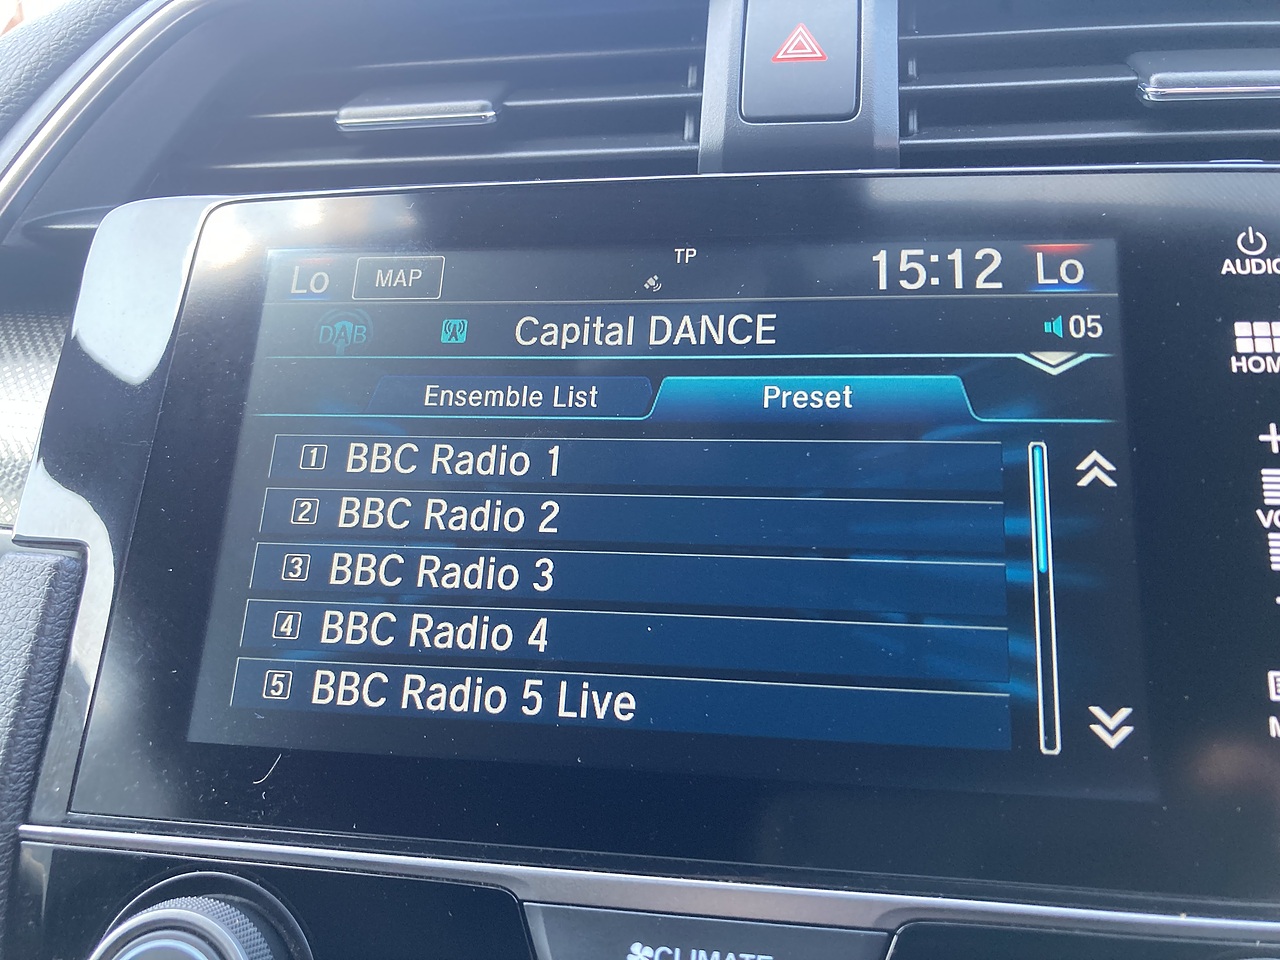 Lo MAP TP 15:12 Lo
AUDIO
DAB Capital DANCE 05
HOM
Ensemble List Preset
1 BBC Radio 1
2 BBC Radio 2
3 BBC Radio 3
4 BBC Radio 4
5 BBC Radio 5 Live
CLIMATE